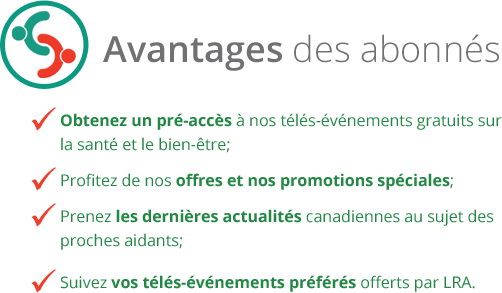 Avantages des abonnés
Obtenez un pré-accès à nos télés-événements gratuits sur
la santé et le bien-être;
Profitez de nos offres et nos promotions spéciales;
Prenez les dernières actualités canadiennes au sujet des
proches aidants;
Suivez vos télés-événements préférés offerts par LRA.